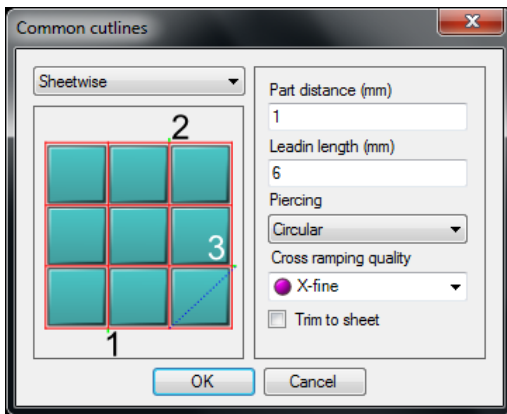 Common cutlines
Sheetwise
2
3
1
Part distance (mm)
1
Leadin length (mm)
6
Piercing
Circular
Cross ramping quality
X-fine
Trim to sheet
OK
Cancel